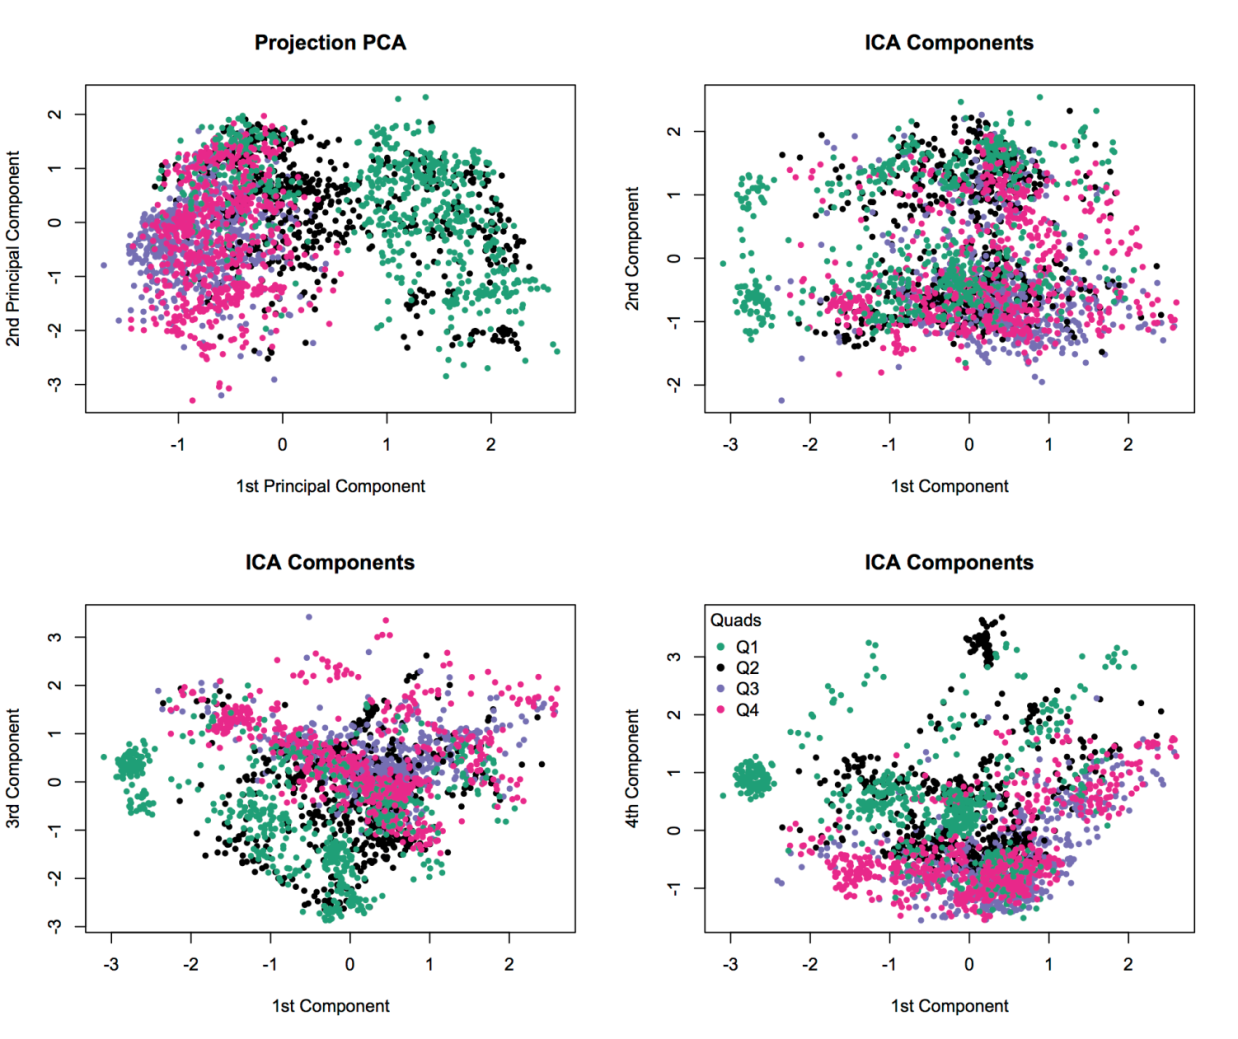 Projection PCA
2nd Principal Component
2
1
0
-1
-2
-3
-1 0 1 2
1st Principal Component
ICA Components
2nd Component
2
1
0
-1
-2
-3 -2 -1 0 1 2
1st Component
ICA Components
3rd Component
3
2
1
0
-1
-2
-3
-3 -2 -1 0 1 2
1st Component
ICA Components
4th Component
3
2
1
0
-1
Quads
Q1
Q2
Q3
Q4
-3 -2 -1 0 1 2
1st Component